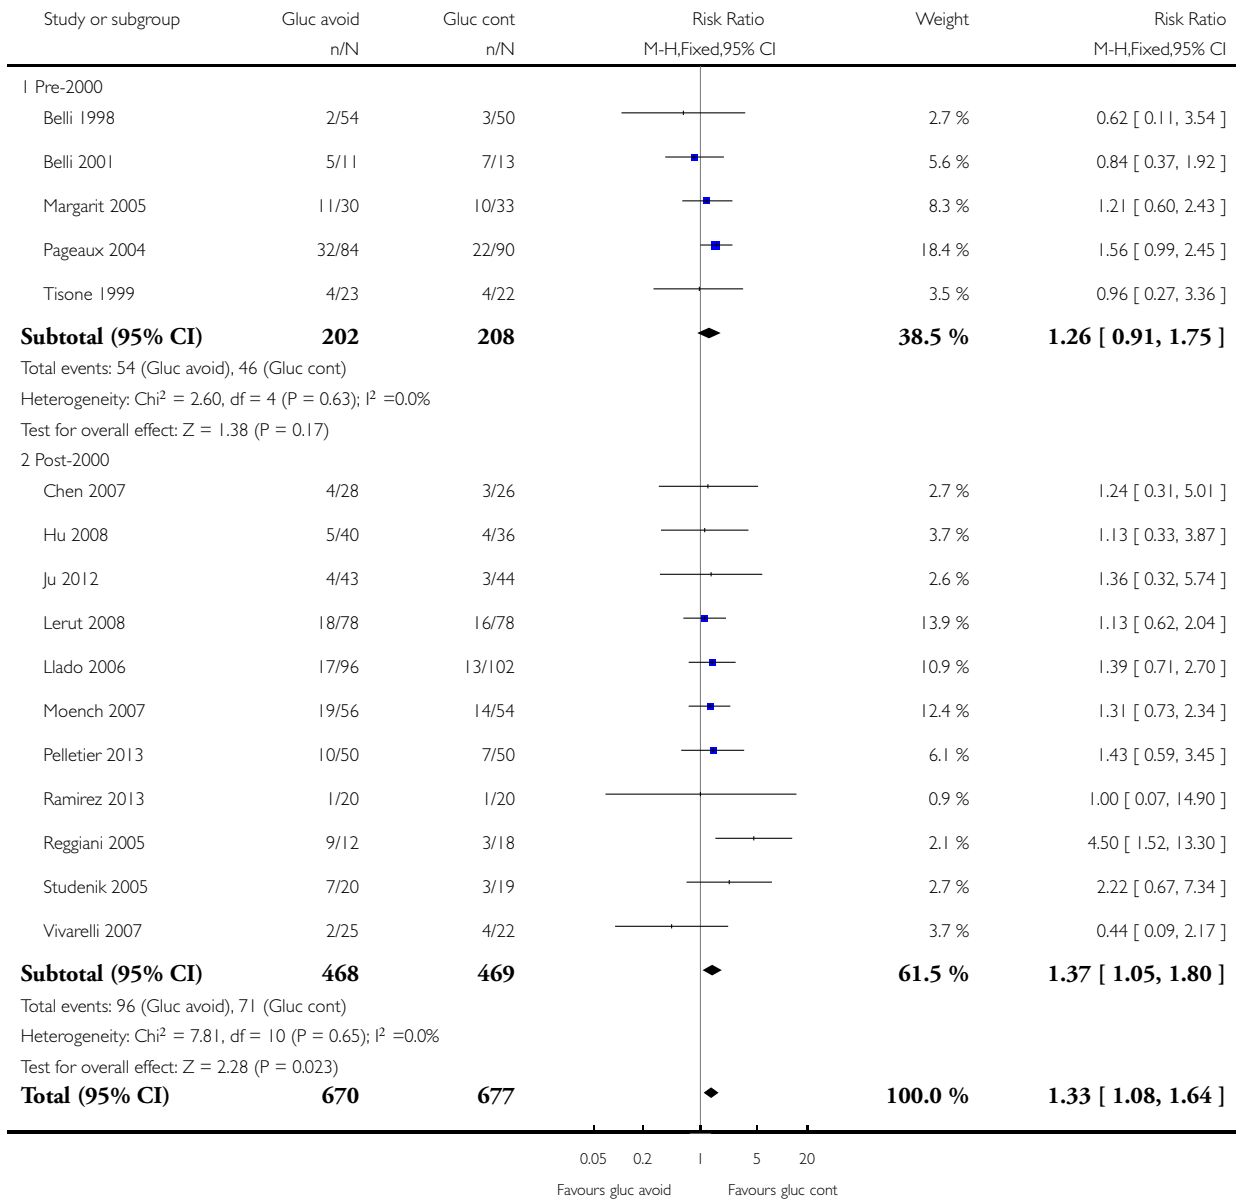 Study or subgroup Gluc avoid Gluc cont Risk Ratio Weight Risk Ratio
n/N n/N M-H,Fixed,95% CI M-H,Fixed,95% CI
1 Pre-2000
Belli 1998 2/54 3/50 2.7 % 0.62 [ 0.11, 3.54 ]
Belli 2001 5/11 7/13 5.6 % 0.84 [ 0.37, 1.92 ]
Margarit 2005 11/30 10/33 8.3 % 1.21 [ 0.60, 2.43 ]
Pageaux 2004 32/84 22/90 18.4 % 1.56 [ 0.99, 2.45 ]
Tisone 1999 4/23 4/22 3.5 % 0.96 [ 0.27, 3.36 ]
Subtotal (95% CI) 202 208 38.5 % 1.26 [ 0.91, 1.75 ]
Total events: 54 (Gluc avoid), 46 (Gluc cont)
Heterogeneity: Chi² = 2.60, df = 4 (P = 0.63); I² =0.0%
Test for overall effect: Z = 1.38 (P = 0.17)
2 Post-2000
Chen 2007 4/28 3/26 2.7 % 1.24 [ 0.31, 5.01 ]
Hu 2008 5/40 4/36 3.7 % 1.13 [ 0.33, 3.87 ]
Ju 2012 4/43 3/44 2.6 % 1.36 [ 0.32, 5.74 ]
Lerut 2008 18/78 16/78 13.9 % 1.13 [ 0.62, 2.04 ]
Llado 2006 17/96 13/102 10.9 % 1.39 [ 0.71, 2.70 ]
Moench 2007 19/56 14/54 12.4 % 1.31 [ 0.73, 2.34 ]
Pelletier 2013 10/50 7/50 6.1 % 1.43 [ 0.59, 3.45 ]
Ramirez 2013 1/20 1/20 0.9 % 1.00 [ 0.07, 14.90 ]
Reggiani 2005 9/12 3/18 2.1 % 4.50 [ 1.52, 13.30 ]
Studenik 2005 7/20 3/19 2.7 % 2.22 [ 0.67, 7.34 ]
Vivarelli 2007 2/25 4/22 3.7 % 0.44 [ 0.09, 2.17 ]
Subtotal (95% CI) 468 469 61.5 % 1.37 [ 1.05, 1.80 ]
Total events: 96 (Gluc avoid), 71 (Gluc cont)
Heterogeneity: Chi² = 7.81, df = 10 (P = 0.65); I² =0.0%
Test for overall effect: Z = 2.28 (P = 0.023)
Total (95% CI) 670 677 100.0 % 1.33 [ 1.08, 1.64 ]
0.05 0.2 1 5 20
Favours gluc avoid Favours gluc cont